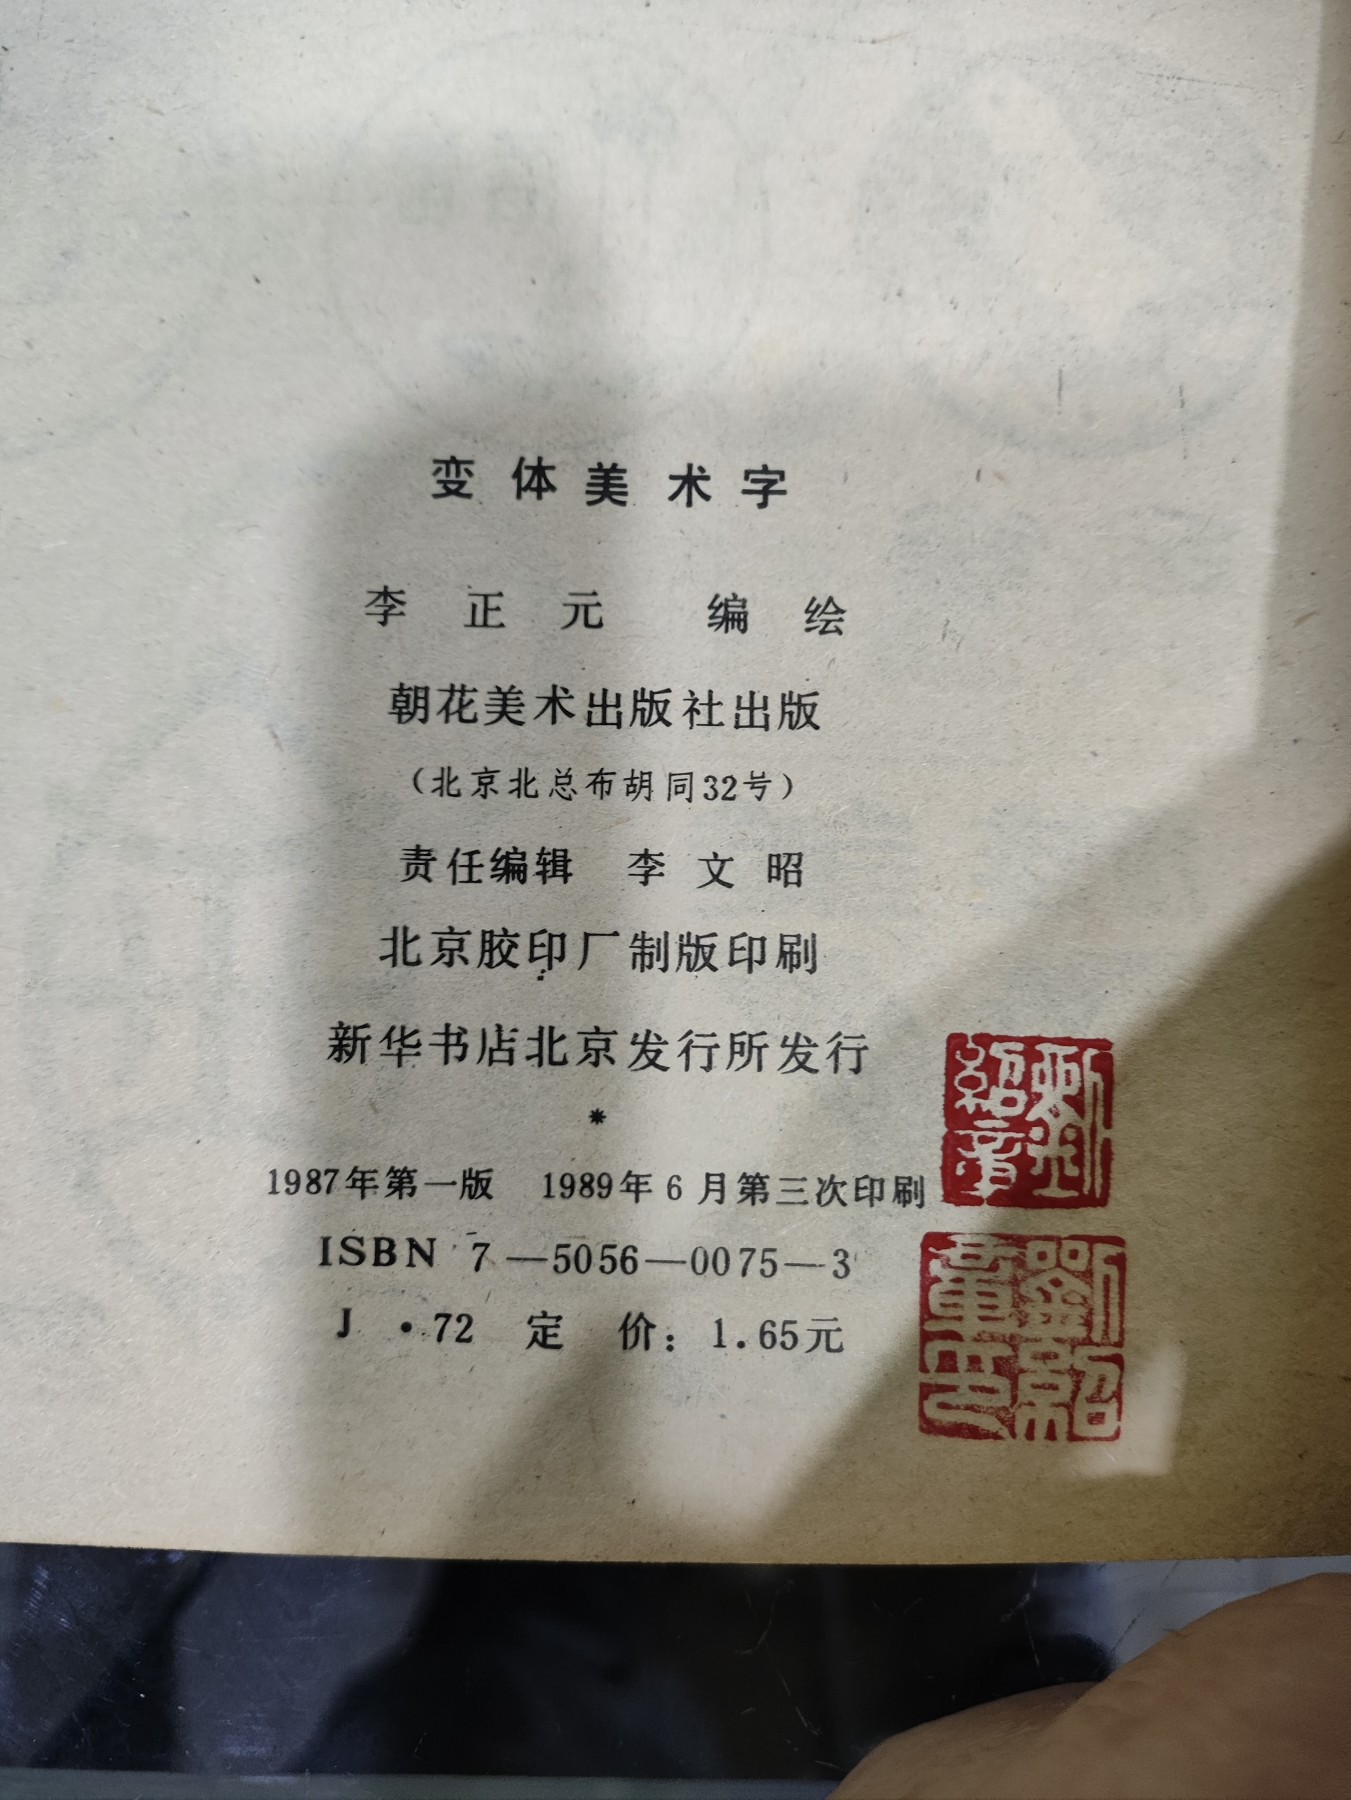 变体美术字
李正元 编绘
朝花美术出版社出版
（北京北总布胡同32号）
责任编辑 李文昭
北京胶印厂制版印刷
新华书店北京发行所发行
*
1987年第一版 1989年6月第三次印刷
ISBN 7—5056—0075—3
J·72 定 价：1.65元
劉紹